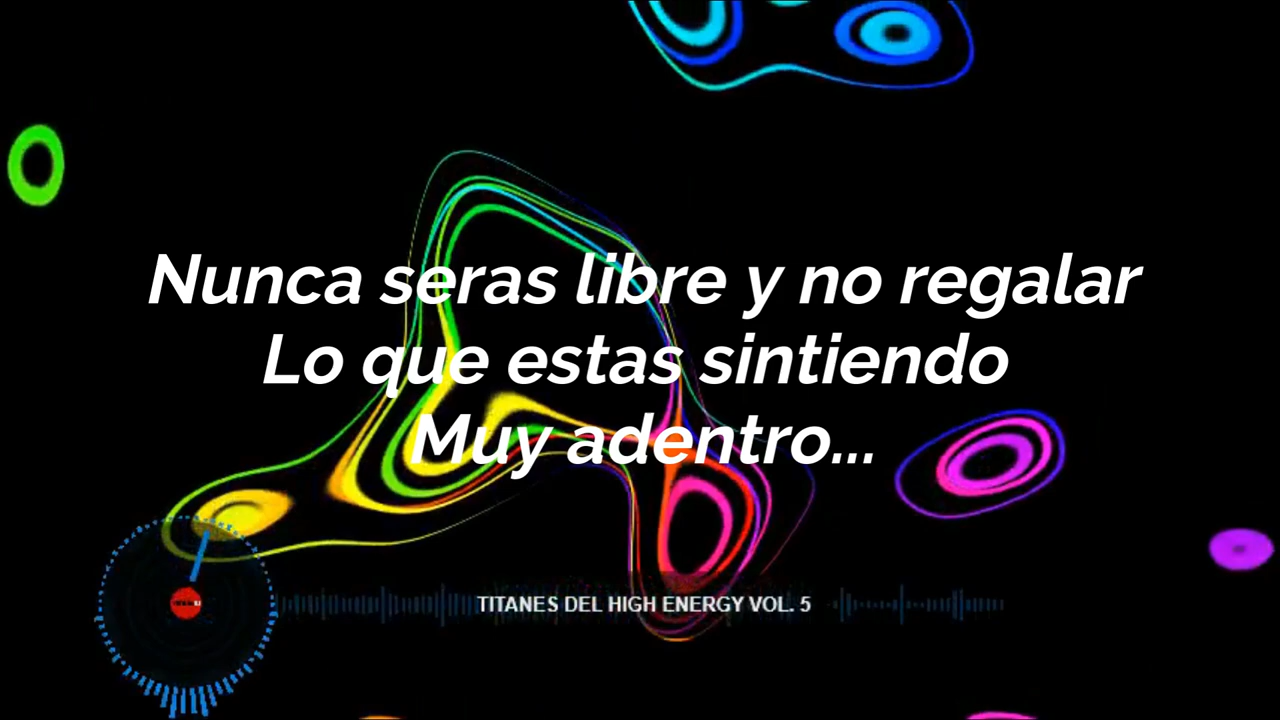 Nunca seras libre y no regalar
Lo que estas sintiendo
Muy adentro...
TITANES DEL HIGH ENERGY VOL. 5